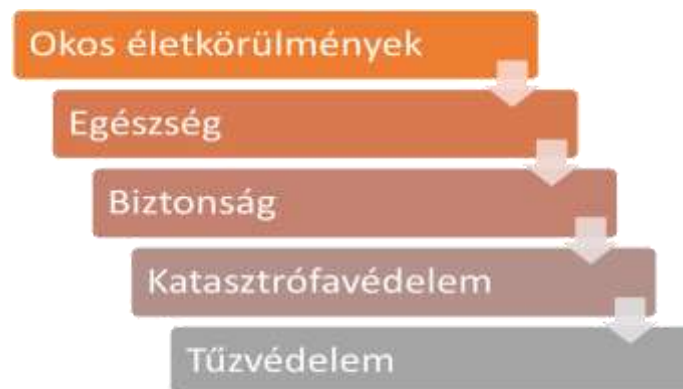 Okos életkörülmények
Egészség
Biztonság
Katasztrófavédelem
Tűzvédelem